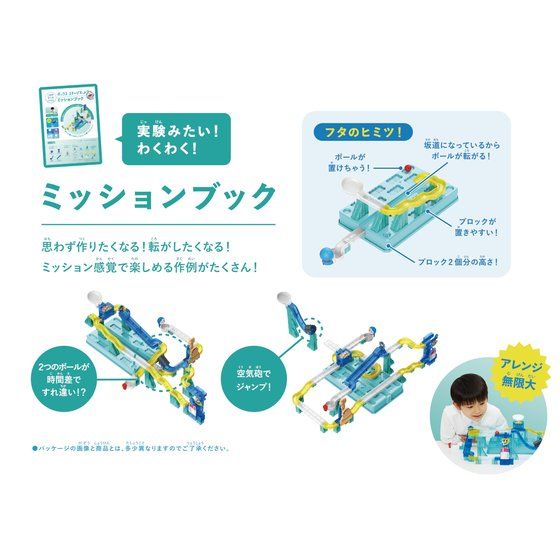 実験みたい!
わくわく!
ミッションブック
思わず作りたくなる!転がしたくなる!
ミッション感覚で楽しめる作例がたくさん!
フタのヒミツ!
ボールが
置けちゃう!
坂道になっているから
ボールが転がる!
ブロックが
置きやすい!
ブロック2個分の高さ!
2つのボールが
時間差で
すれ違い!?
空気砲で
ジャンプ!
アレンジ
無限大
●パッケージの画像と商品とは、多少異なりますのでご了承ください。